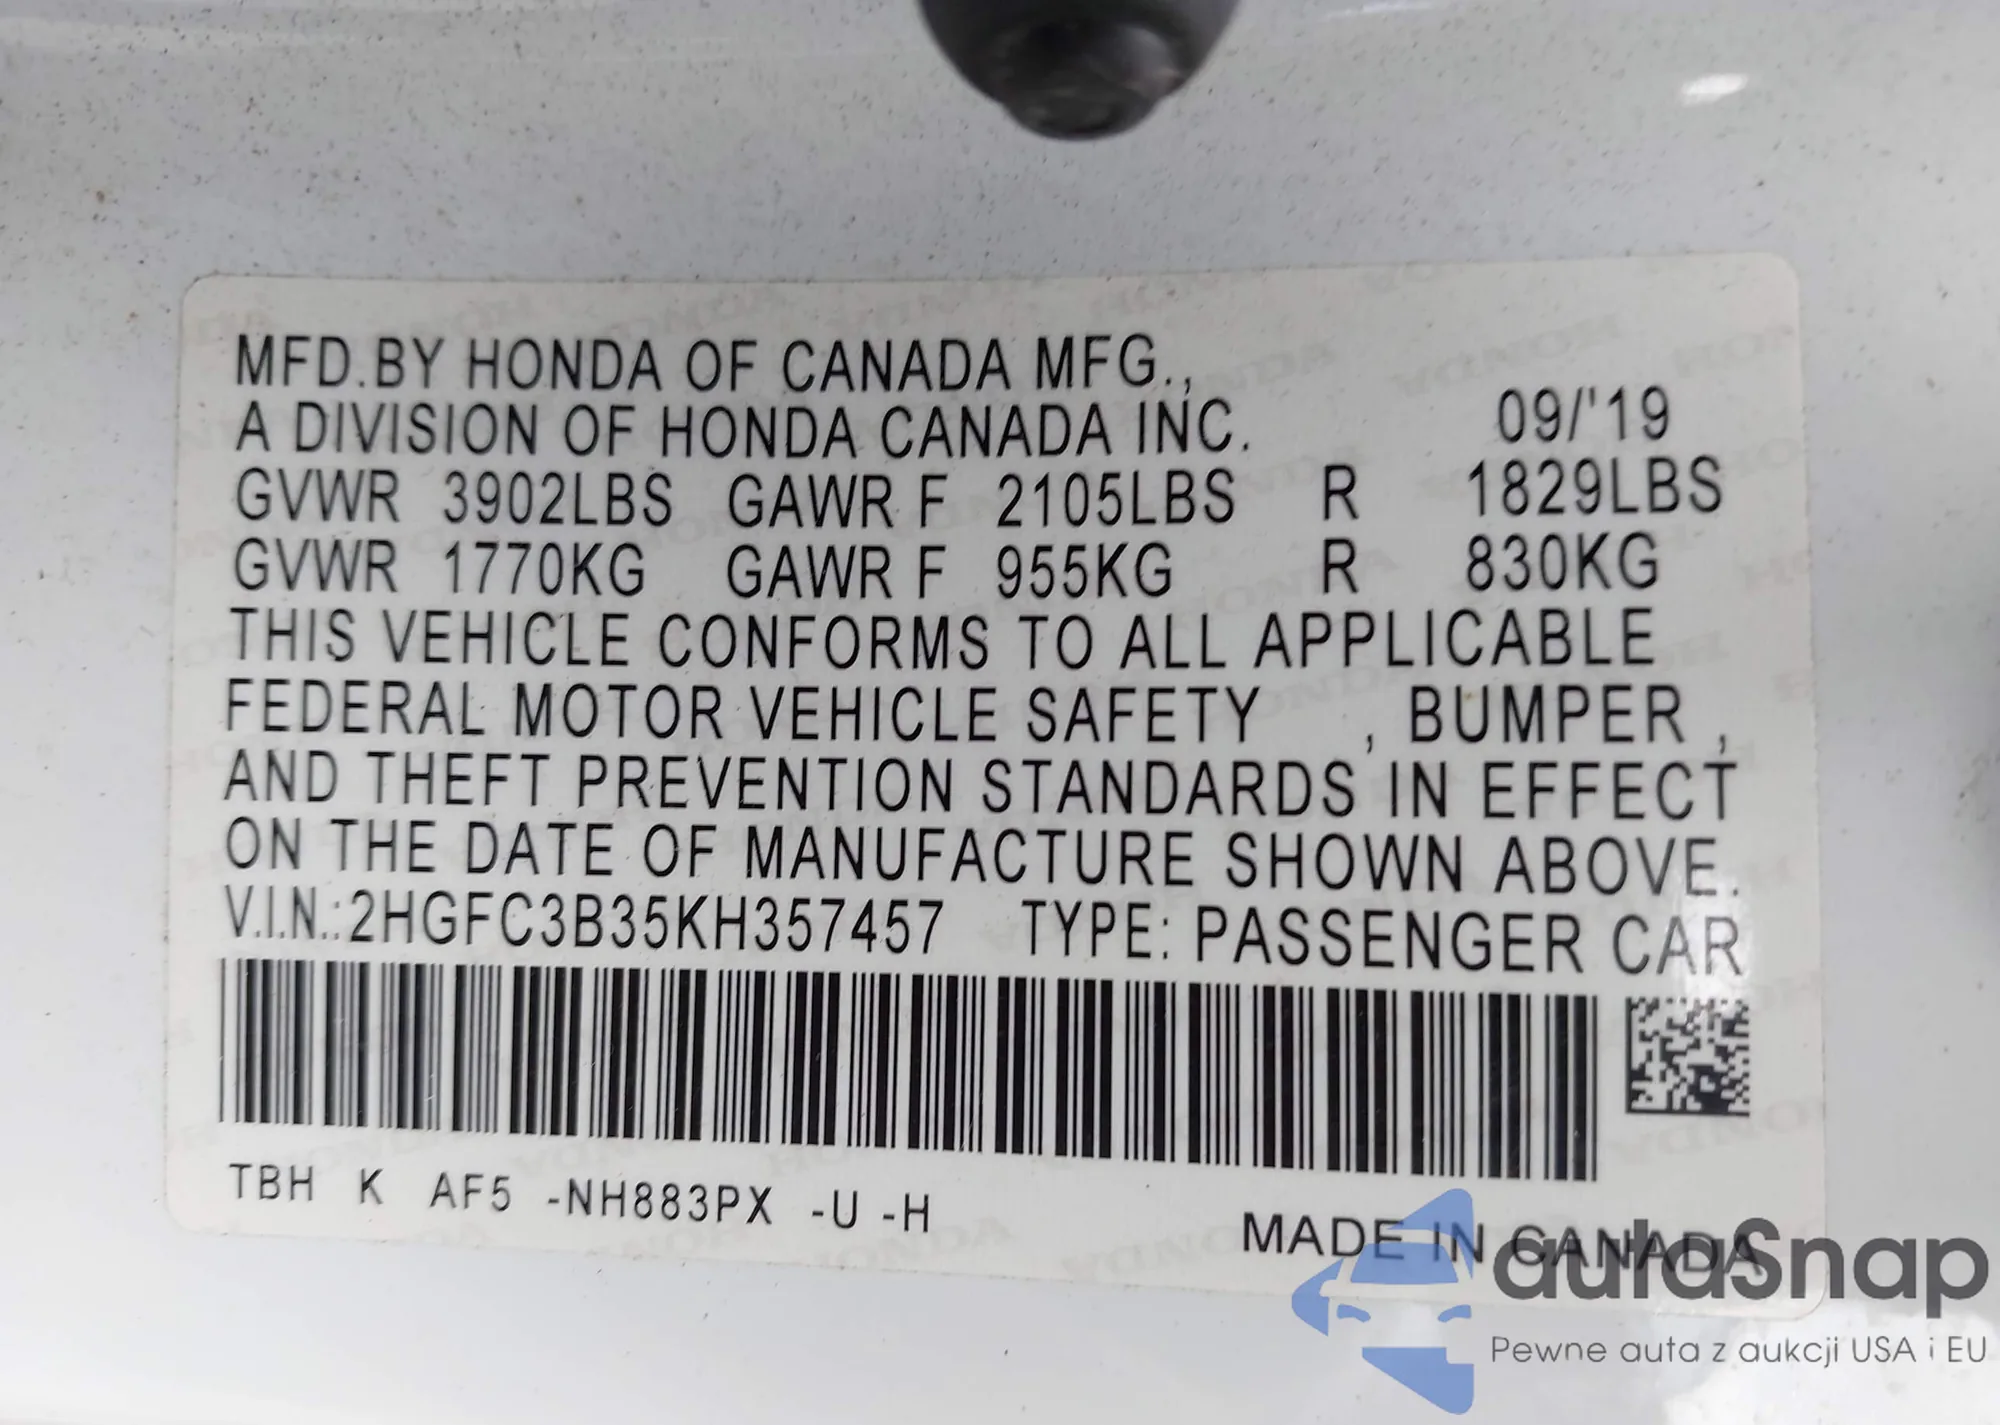 MFD.BY HONDA OF CANADA MFG.,
A DIVISION OF HONDA CANADA INC. 09/'19
GVWR 3902LBS GAWR F 2105LBS R 1829LBS
GVWR 1770KG GAWR F 955KG R 830KG
THIS VEHICLE CONFORMS TO ALL APPLICABLE
FEDERAL MOTOR VEHICLE SAFETY , BUMPER ,
AND THEFT PREVENTION STANDARDS IN EFFECT
ON THE DATE OF MANUFACTURE SHOWN ABOVE.
V.I.N.:2HGFC3B35KH357457 TYPE: PASSENGER CAR
TBH K AF5 -NH883PX -U -H
MADE IN CANADA
autaSnap
Pewne auta z aukcji USA i EU